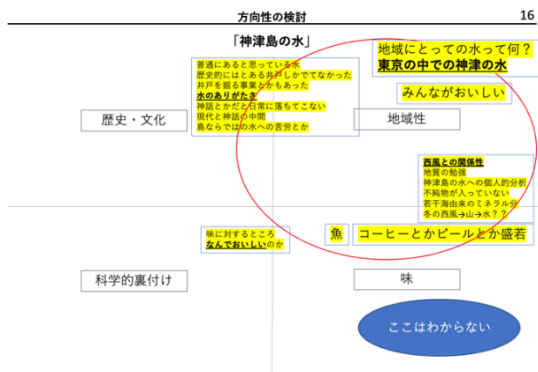 方向性の検討
16
「神津島の水」
地域にとっての水って何？
東京の中での神津の水
みんながおいしい
普通にあると思っている水
歴史的にはとある井戸しかでてなかった
井戸を掘る事業とかもあった
水のありがたさ
神話とかだと日常に落ちてこない
現代と神話の中間
島ならではの水への苦労とか
歴史・文化
地域性
西風との関係性
地質の勉強
神津島の水への個人的分析
不純物が入っていない
若干海由来のミネラル分
冬の西風→山→水？？
味に対するところ
なんでおいしいのか
魚
コーヒーとかビールとか盛若
科学的裏付け
味
ここはわからない